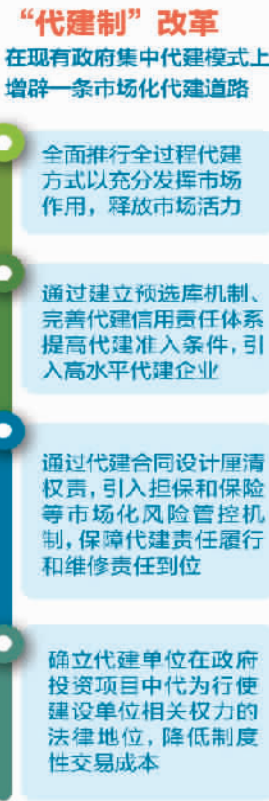 “代建制”改革
在现有政府集中代建模式上
增辟一条市场化代建道路
全面推行全过程代建
方式以充分发挥市场
作用，释放市场活力
通过建立预选库机制、
完善代建信用责任体系
提高代建准入条件，引
入高水平代建企业
通过代建合同设计厘清
权责，引入担保和保险
等市场化风险管控机
制，保障代建责任履行
和维修责任到位
确立代建单位在政府
投资项目中代为行使
建设单位相关权力的
法律地位，降低制度
性交易成本